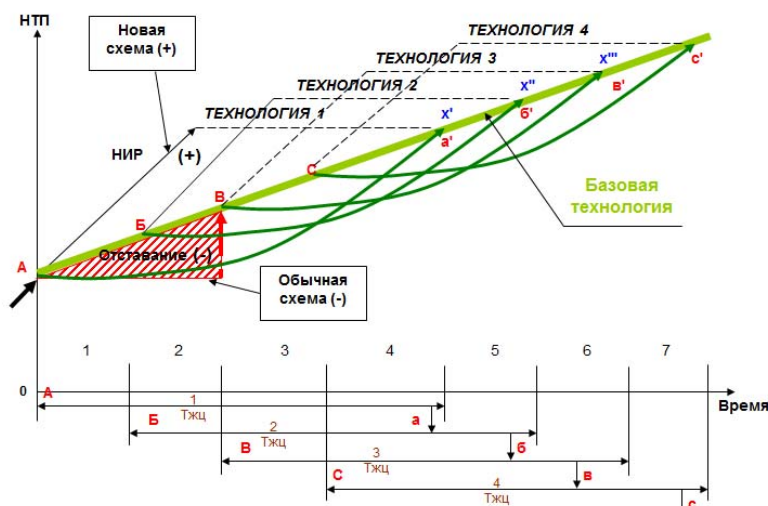 НТП
Новая
схема (+)
ТЕХНОЛОГИЯ 4
ТЕХНОЛОГИЯ 3
ТЕХНОЛОГИЯ 2
ТЕХНОЛОГИЯ 1
х'
х''
х'''
с'
в'
б'
а'
НИР (+)
С
В
Б
А
Базовая
технология
Отставание (-)
Обычная
схема (-)
1 2 3 4 5 6 7
0
А
Время
1
Тжц
а
Б
2
Тжц
б
В
3
Тжц
в
С
4
Тжц
с